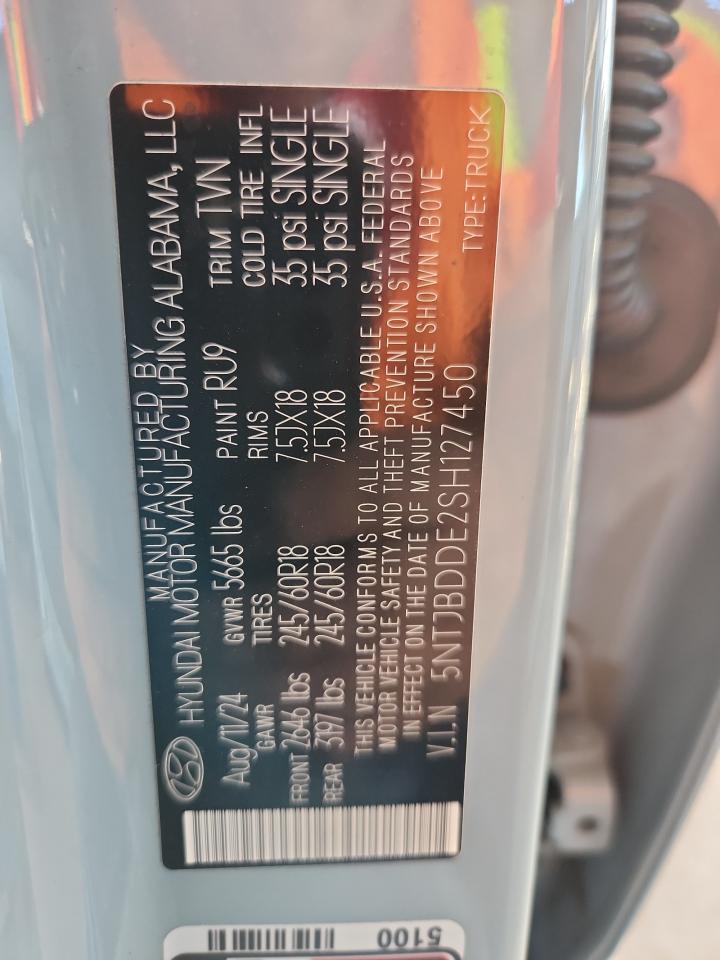 MANUFACTURED BY
HYUNDAI MOTOR MANUFACTURING ALABAMA, LLC
Aug/11/24 GVWR 5665 lbs PAINT RU9 TRIM TVN
GAWR TIRES RIMS COLD TIRE INFL
FRONT 2646 lbs 245/60R18 7.5JX18 35 psi SINGLE
REAR 3197 lbs 245/60R18 7.5JX18 35 psi SINGLE
THIS VEHICLE CONFORMS TO ALL APPLICABLE U.S.A. FEDERAL
MOTOR VEHICLE SAFETY AND THEFT PREVENTION STANDARDS
IN EFFECT ON THE DATE OF MANUFACTURE SHOWN ABOVE
V.I.N 5NTJBDDE2SH127450
TYPE:TRUCK
5100